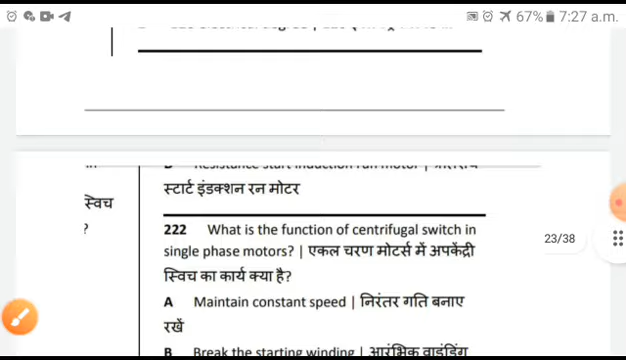 67% 7:27 a.m.
स्टार्ट इंडक्शन रन मोटर
स्विच
?
222 What is the function of centrifugal switch in
single phase motors? | एकल चरण मोटर्स में अपकेंद्री
स्विच का कार्य क्या है?
23/38
A Maintain constant speed | निरंतर गति बनाए
रखें
B Break the starting winding | आरंभिक वाइंडिंग